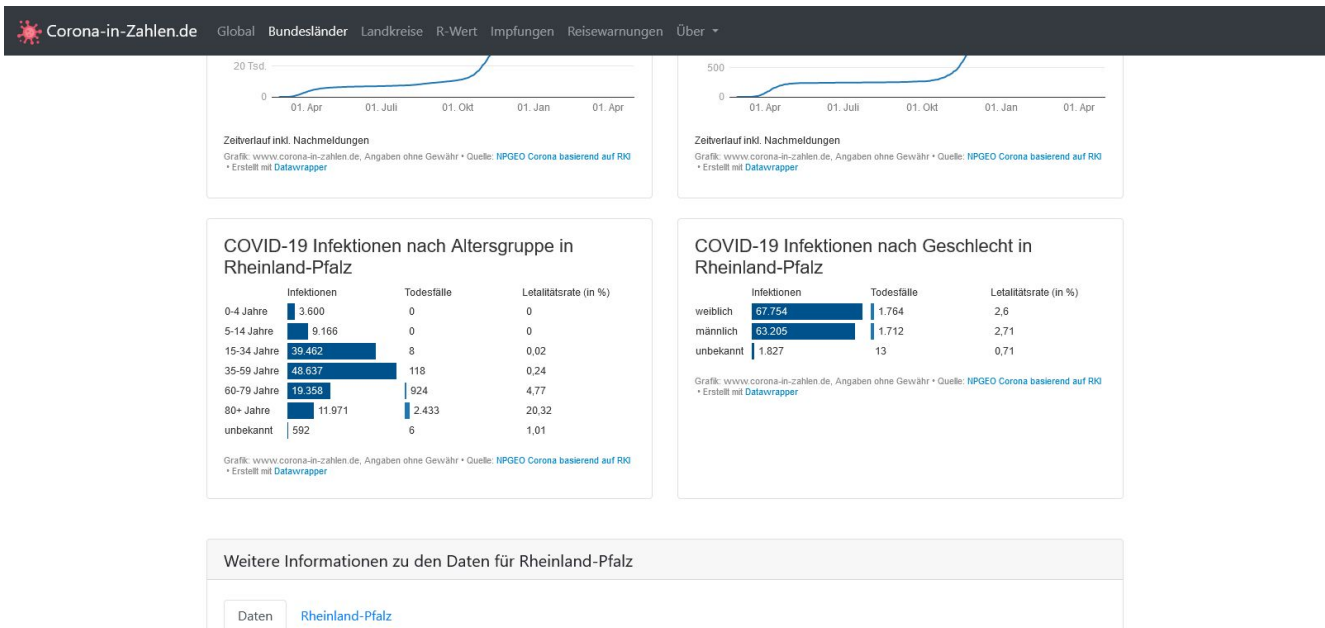 Corona-in-Zahlen.de Global Bundesländer Landkreise R-Wert Impfungen Reisewarnungen Über
20 Tsd.
0
01. Apr 01. Juli 01. Okt 01. Jan 01. Apr
Zeitverlauf inkl. Nachmeldungen
Grafik: www.corona-in-zahlen.de, Angaben ohne Gewähr • Quelle: NPGEO Corona basierend auf RKI
• Erstellt mit Datawrapper
500
0
01. Apr 01. Juli 01. Okt 01. Jan 01. Apr
Zeitverlauf inkl. Nachmeldungen
Grafik: www.corona-in-zahlen.de, Angaben ohne Gewähr • Quelle: NPGEO Corona basierend auf RKI
• Erstellt mit Datawrapper
COVID-19 Infektionen nach Altersgruppe in
Rheinland-Pfalz
Infektionen Todesfälle Letalitätsrate (in %)
0-4 Jahre 3.600 0 0
5-14 Jahre 9.166 0 0
15-34 Jahre 39.462 8 0,02
35-59 Jahre 48.637 118 0,24
60-79 Jahre 19.358 924 4,77
80+ Jahre 11.971 2.433 20,32
unbekannt 592 6 1,01
Grafik: www.corona-in-zahlen.de, Angaben ohne Gewähr • Quelle: NPGEO Corona basierend auf RKI
• Erstellt mit Datawrapper
COVID-19 Infektionen nach Geschlecht in
Rheinland-Pfalz
Infektionen Todesfälle Letalitätsrate (in %)
weiblich 67.754 1.764 2,6
männlich 63.205 1.712 2,71
unbekannt 1.827 13 0,71
Grafik: www.corona-in-zahlen.de, Angaben ohne Gewähr • Quelle: NPGEO Corona basierend auf RKI
• Erstellt mit Datawrapper
Weitere Informationen zu den Daten für Rheinland-Pfalz
Daten Rheinland-Pfalz